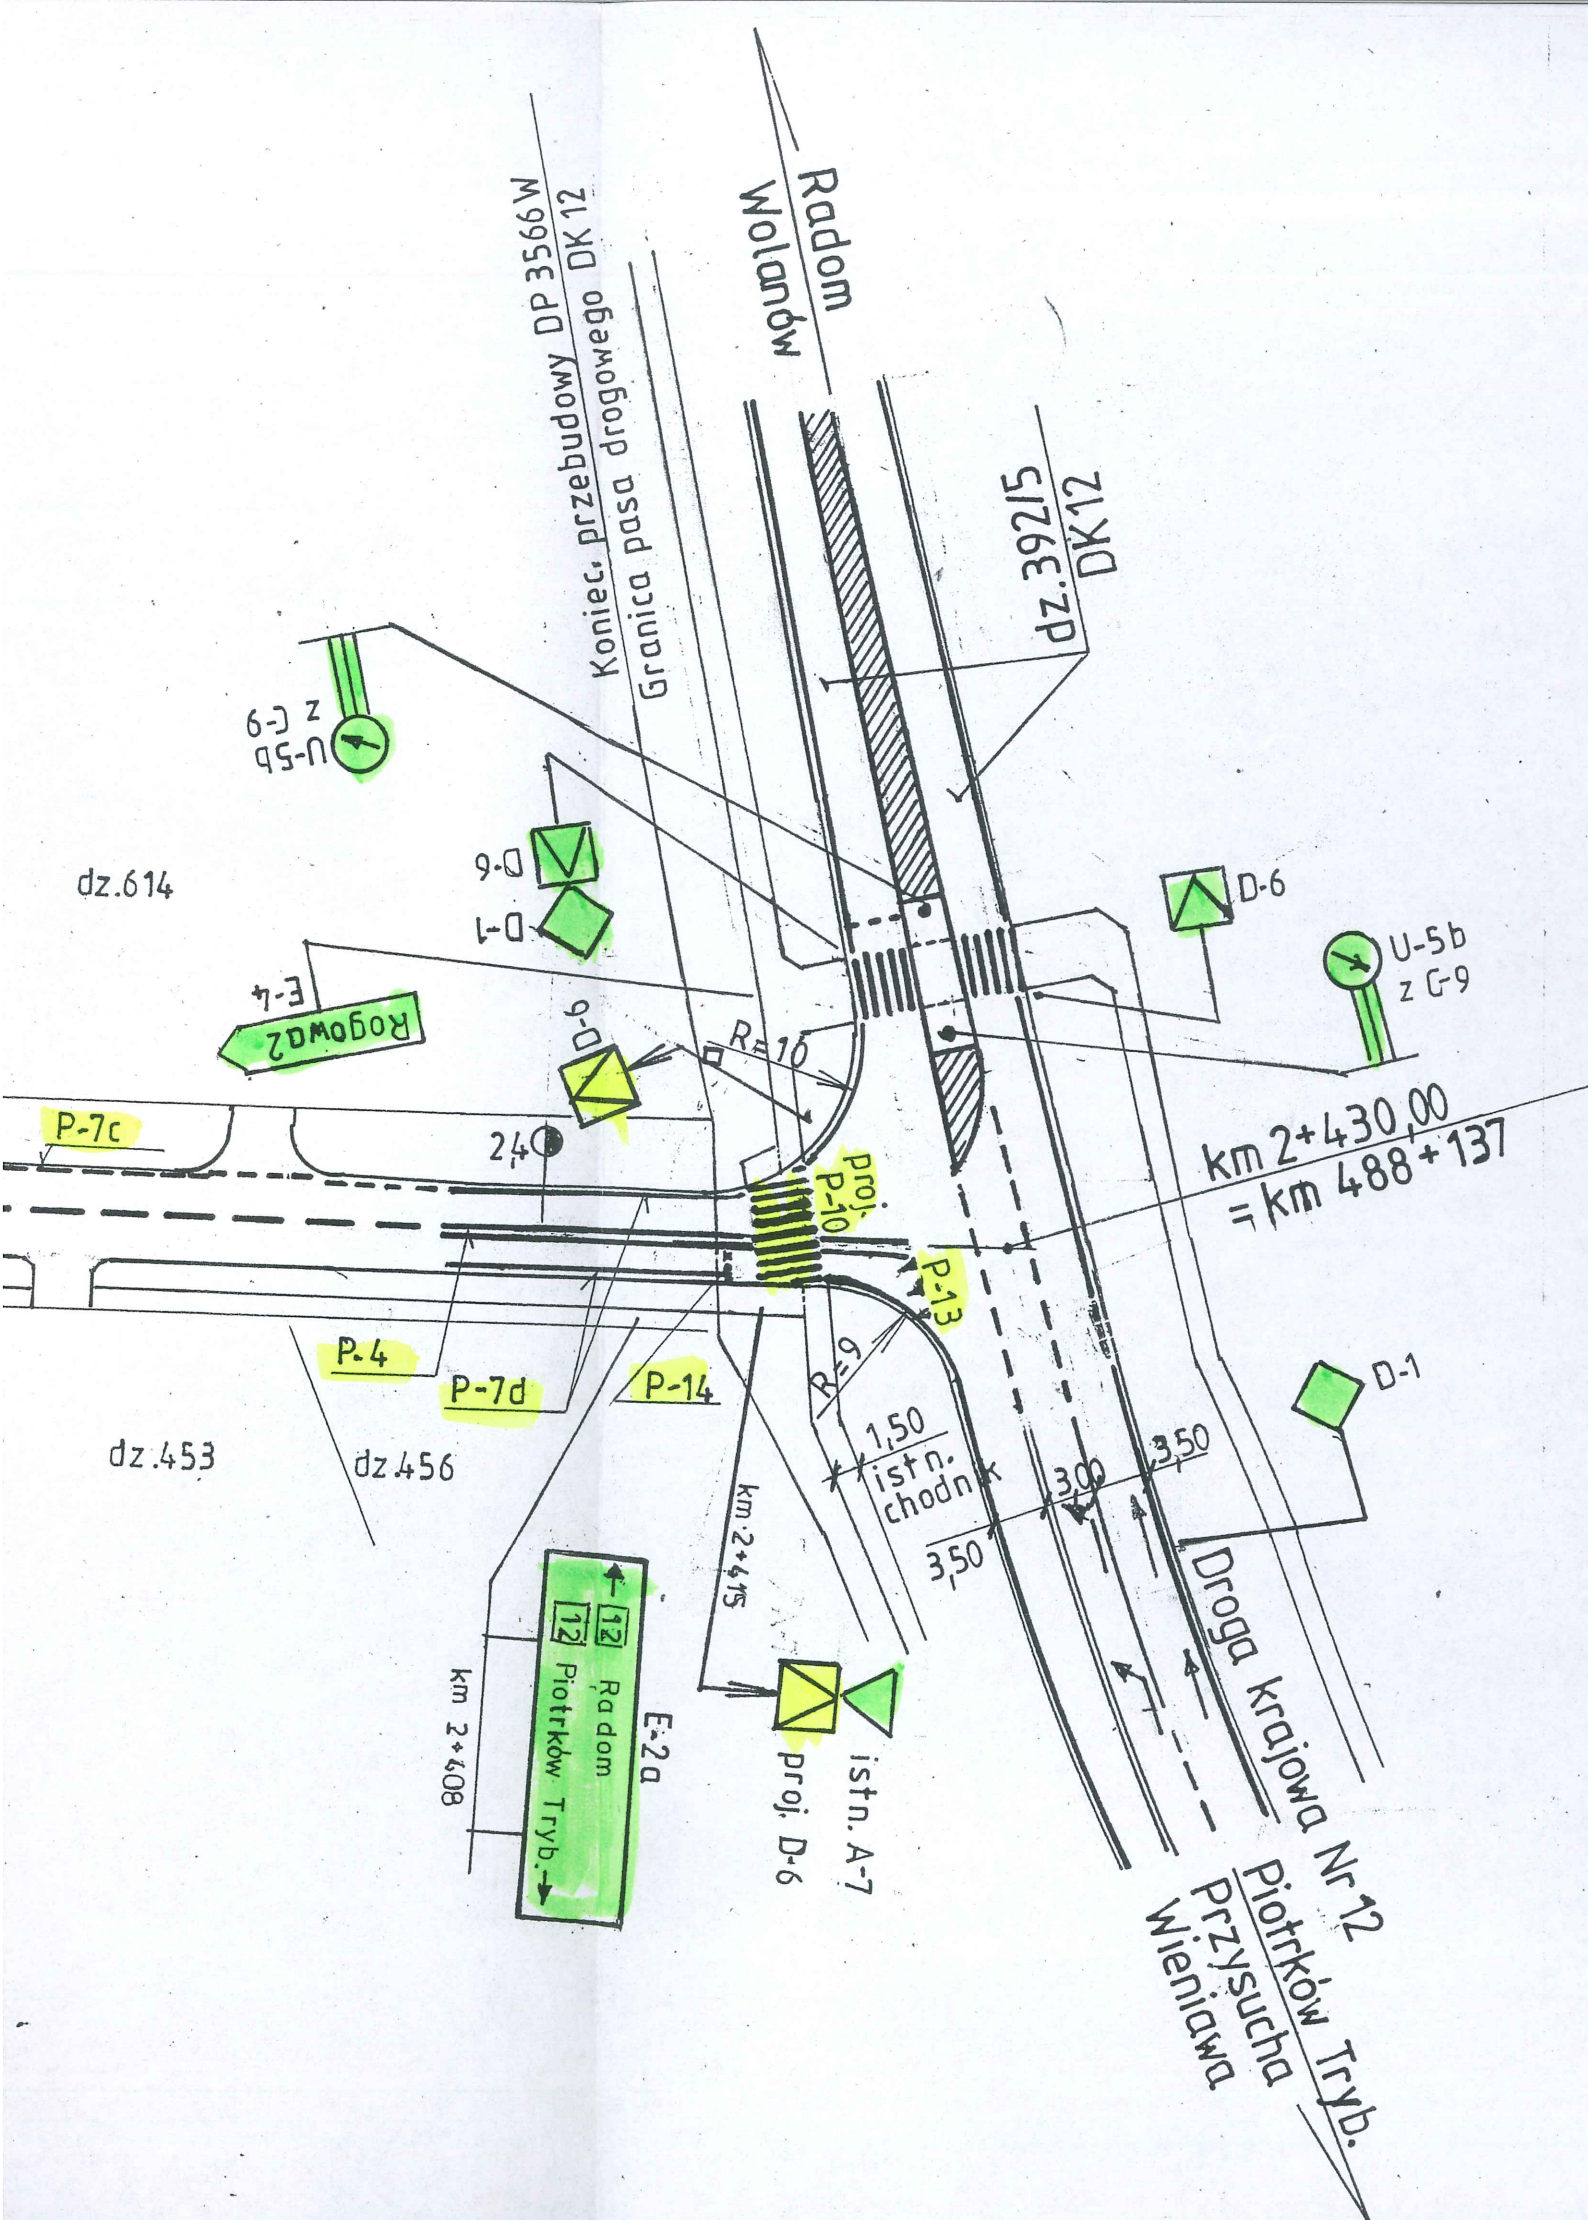 Radom
Wolanów
Koniec przebudowy DP 3566W
Granica pasa drogowego DK 12
dz.392/5
DK12
U-5b
z C-9
D-6
D-1
dz.614
E-4
Rogowa2
D-6
R=10
D-6
U-5b
z C-9
km 2+430,00
= km 488+137
P-7c
2,4
proj.
P-10
P-13
P-4
P-7d
P-14
R=9
D-1
dz.453
dz.456
1,50
istn.
chodnik
3,50
3,00
3,50
km 2+415
12 Radom
12 Piotrków Tryb.
E-2a
km 2+408
istn. A-7
proj. D-6
Droga krajowa Nr 12
Piotrków Tryb.
Przysucha
Wieniawa